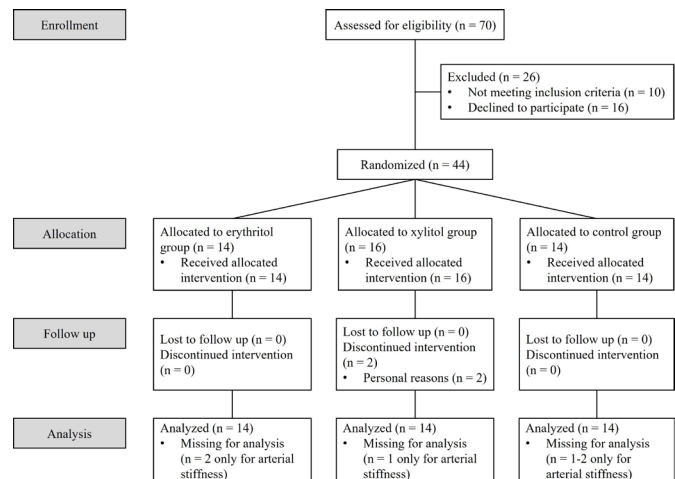 Enrollment
Assessed for eligibility (n = 70)
Excluded (n = 26)
• Not meeting inclusion criteria (n = 10)
• Declined to participate (n = 16)
Randomized (n = 44)
Allocation
Allocated to erythritol
group (n = 14)
• Received allocated
intervention (n = 14)
Allocated to xylitol group
(n = 16)
• Received allocated
intervention (n = 16)
Allocated to control group
(n = 14)
• Received allocated
intervention (n = 14)
Follow up
Lost to follow up (n = 0)
Discontinued intervention
(n = 0)
Lost to follow up (n = 0)
Discontinued intervention
(n = 2)
• Personal reasons (n = 2)
Lost to follow up (n = 0)
Discontinued intervention
(n = 0)
Analysis
Analyzed (n = 14)
• Missing for analysis
(n = 2 only for arterial
stiffness)
Analyzed (n = 14)
• Missing for analysis
(n = 1 only for arterial
stiffness)
Analyzed (n = 14)
• Missing for analysis
(n = 1-2 only for
arterial stiffness)